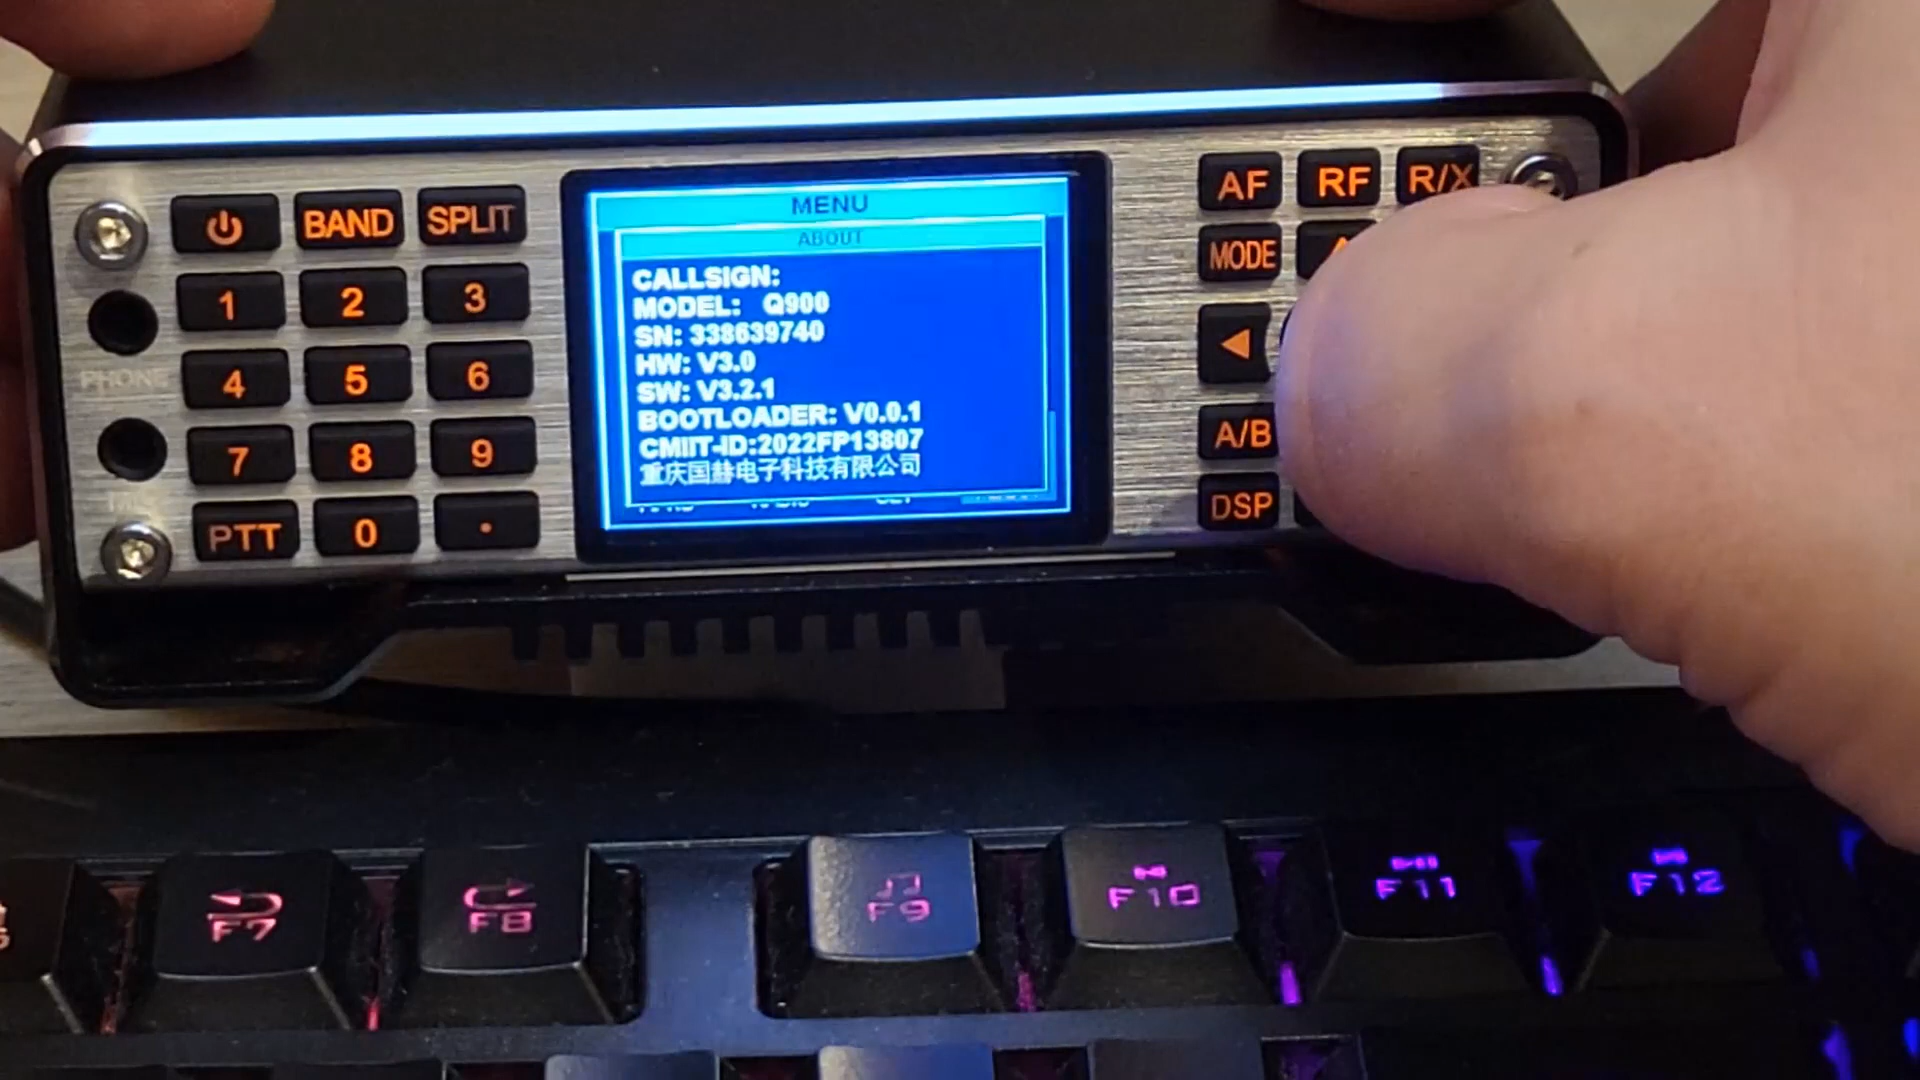 BAND SPLIT
1 2 3
PHONE
4 5 6
7 8 9
PTT 0 .
MENU
ABOUT
CALLSIGN:
MODEL: Q900
SN: 338639740
HW: V3.0
SW: V3.2.1
BOOTLOADER: V0.0.1
CMIIT-ID:2022FP13807
重庆国赫电子科技有限公司
AF RF R/X
MODE
A/B
DSP
F7 F8 F9 F10 F11 F12